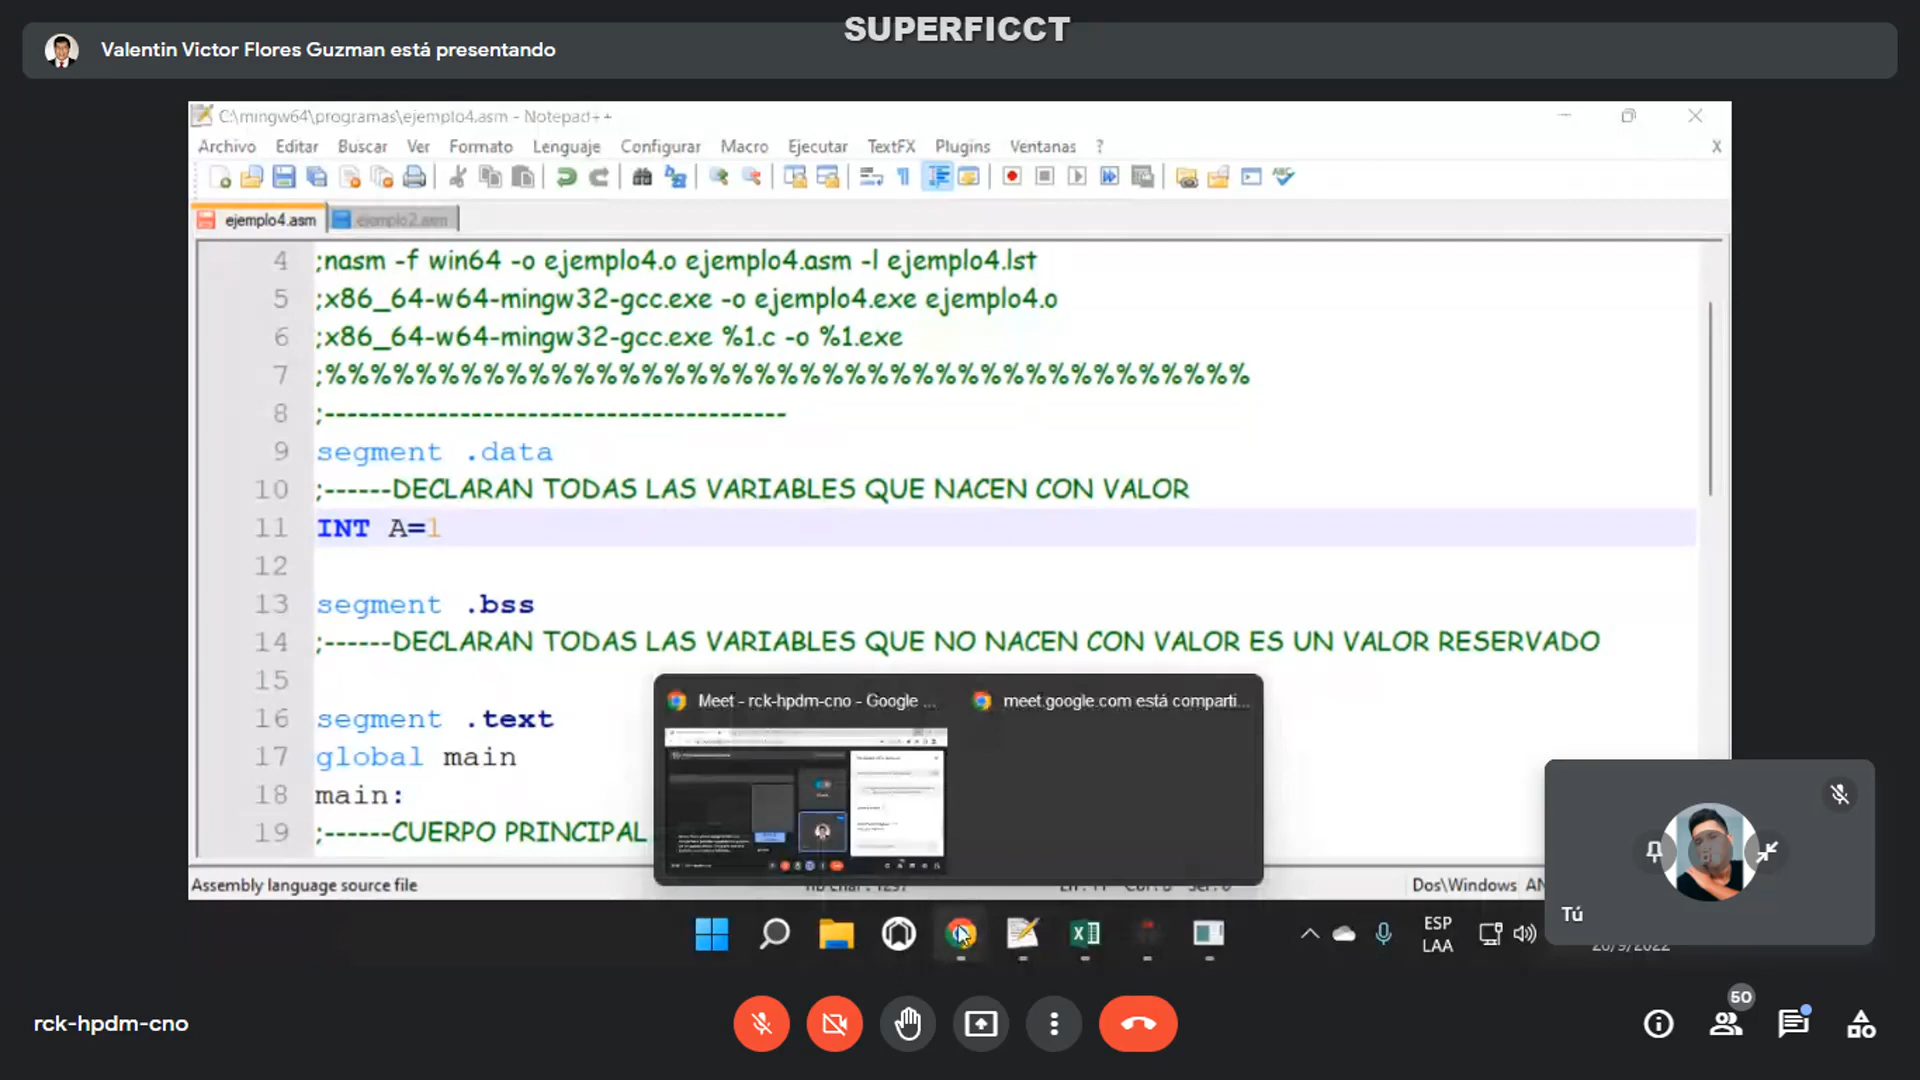 SUPERFICCT
Valentin Victor Flores Guzman está presentando
C:\mingw64\programas\ejemplo4.asm - Notepad++
Archivo Editar Buscar Ver Formato Lenguaje Configurar Macro Ejecutar TextFX Plugins Ventanas ? X
ejemplo4.asm ejemplo2.asm
4 ;nasm -f win64 -o ejemplo4.o ejemplo4.asm -l ejemplo4.lst
5 ;x86_64-w64-mingw32-gcc.exe -o ejemplo4.exe ejemplo4.o
6 ;x86_64-w64-mingw32-gcc.exe %1.c -o %1.exe
7 ;%%%%%%%%%%%%%%%%%%%%%%%%%%%%%%%%%%%%%%%%%
8 ;-----------------------------------------
9 segment .data
10 ;------DECLARAN TODAS LAS VARIABLES QUE NACEN CON VALOR
11 INT A=1
12
13 segment .bss
14 ;------DECLARAN TODAS LAS VARIABLES QUE NO NACEN CON VALOR ES UN VALOR RESERVADO
15
16 segment .text
17 global main
18 main:
19 ;------CUERPO PRINCIPAL
Meet - rck-hpdm-cno - Google ... meet.google.com está comparti...
Assembly language source file
Dos\Windows AN
Tú
ESP
LAA
20/9/2022
rck-hpdm-cno
50